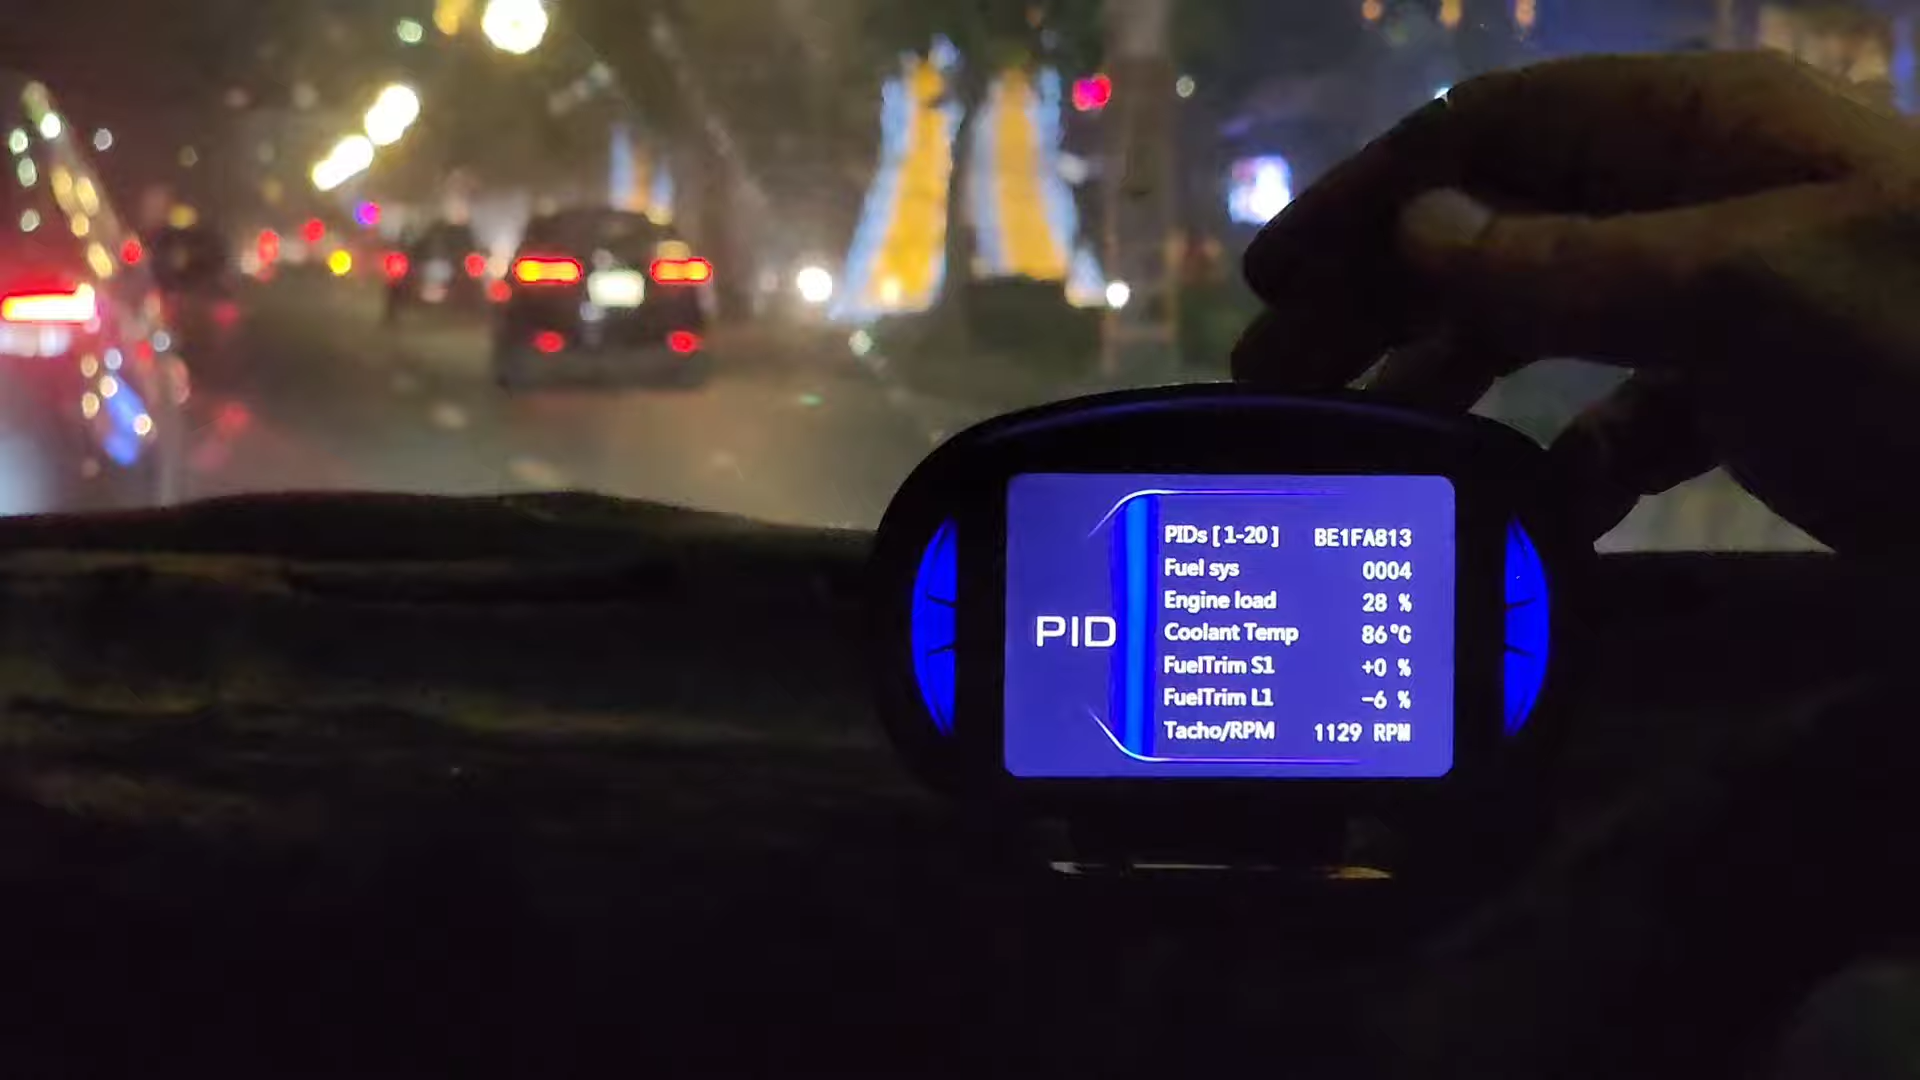 PID
PIDs [ 1-20 ] BE1FA813
Fuel sys 0004
Engine load 28 %
Coolant Temp 86°C
FuelTrim S1 +0 %
FuelTrim L1 -6 %
Tacho/RPM 1129 RPM